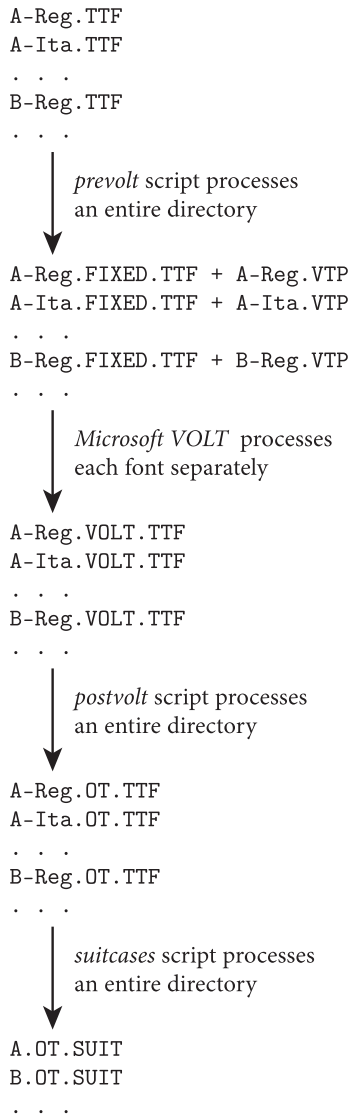 A-Reg.TTF
A-Ita.TTF
. . .
B-Reg.TTF
. . .
prevolt script processes
an entire directory
A-Reg.FIXED.TTF + A-Reg.VTP
A-Ita.FIXED.TTF + A-Ita.VTP
. . .
B-Reg.FIXED.TTF + B-Reg.VTP
. . .
Microsoft VOLT processes
each font separately
A-Reg.VOLT.TTF
A-Ita.VOLT.TTF
. . .
B-Reg.VOLT.TTF
. . .
postvolt script processes
an entire directory
A-Reg.OT.TTF
A-Ita.OT.TTF
. . .
B-Reg.OT.TTF
. . .
suitcases script processes
an entire directory
A.OT.SUIT
B.OT.SUIT
. . .